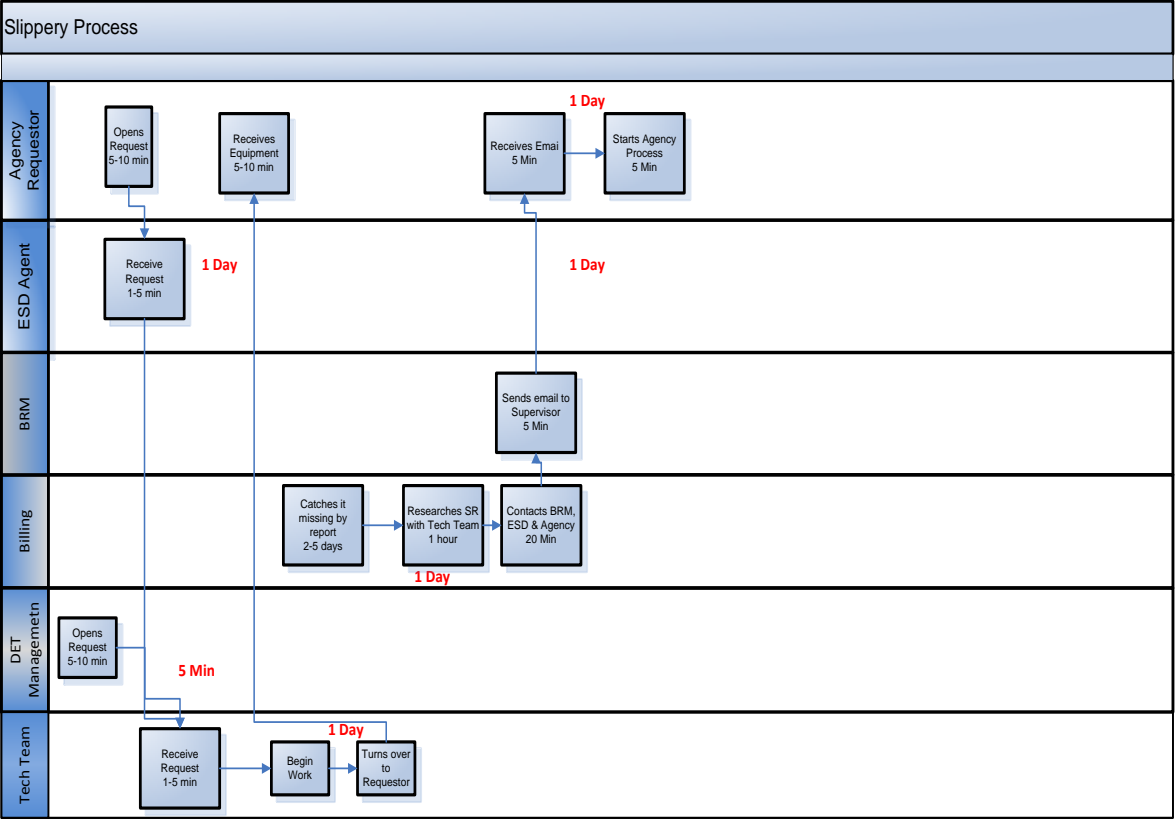 Slippery Process
Agency
Requestor
Opens
Request
5-10 min
Receives
Equipment
5-10 min
Receives Emai
5 Min
1 Day
Starts Agency
Process
5 Min
ESD Agent
Receive
Request
1-5 min
1 Day
1 Day
BRM
Sends email to
Supervisor
5 Min
Billing
Catches it
missing by
report
2-5 days
Researches SR
with Tech Team
1 hour
Contacts BRM,
ESD & Agency
20 Min
1 Day
DET
Managemetn
Opens
Request
5-10 min
5 Min
Tech Team
Receive
Request
1-5 min
Begin
Work
1 Day
Turns over
to
Requestor